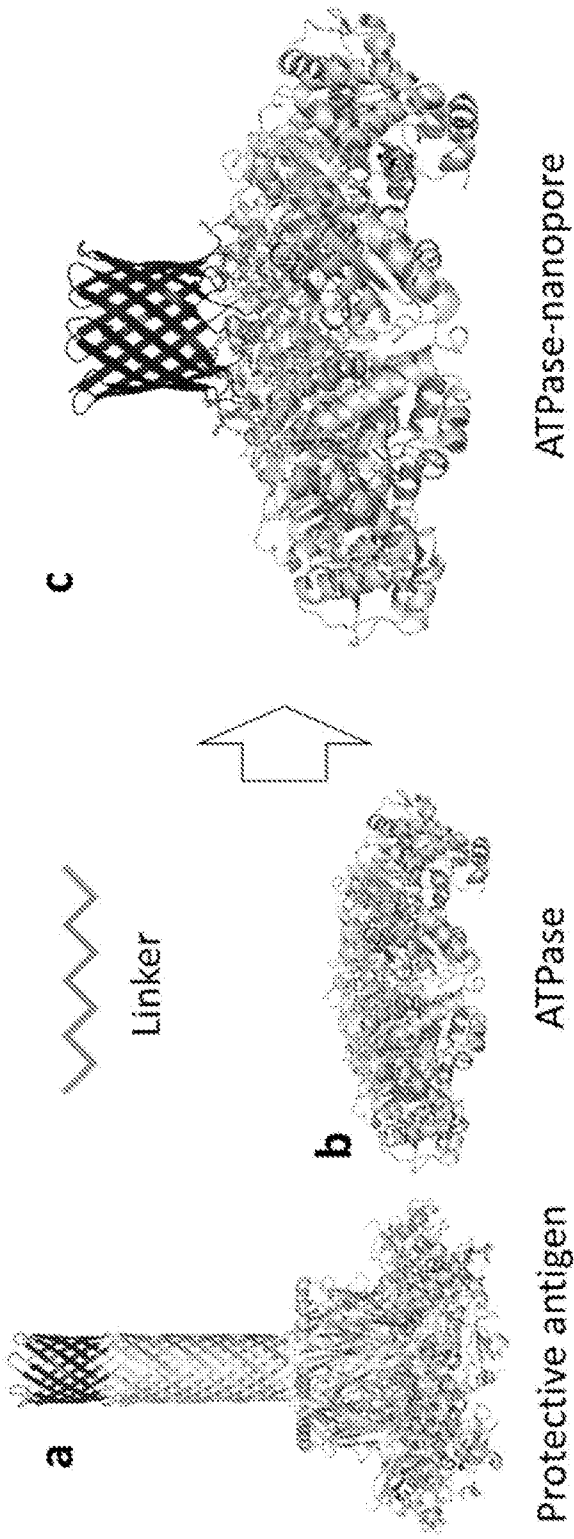 a
Protective antigen
Linker
b
ATPase
c
ATPase-nanopore